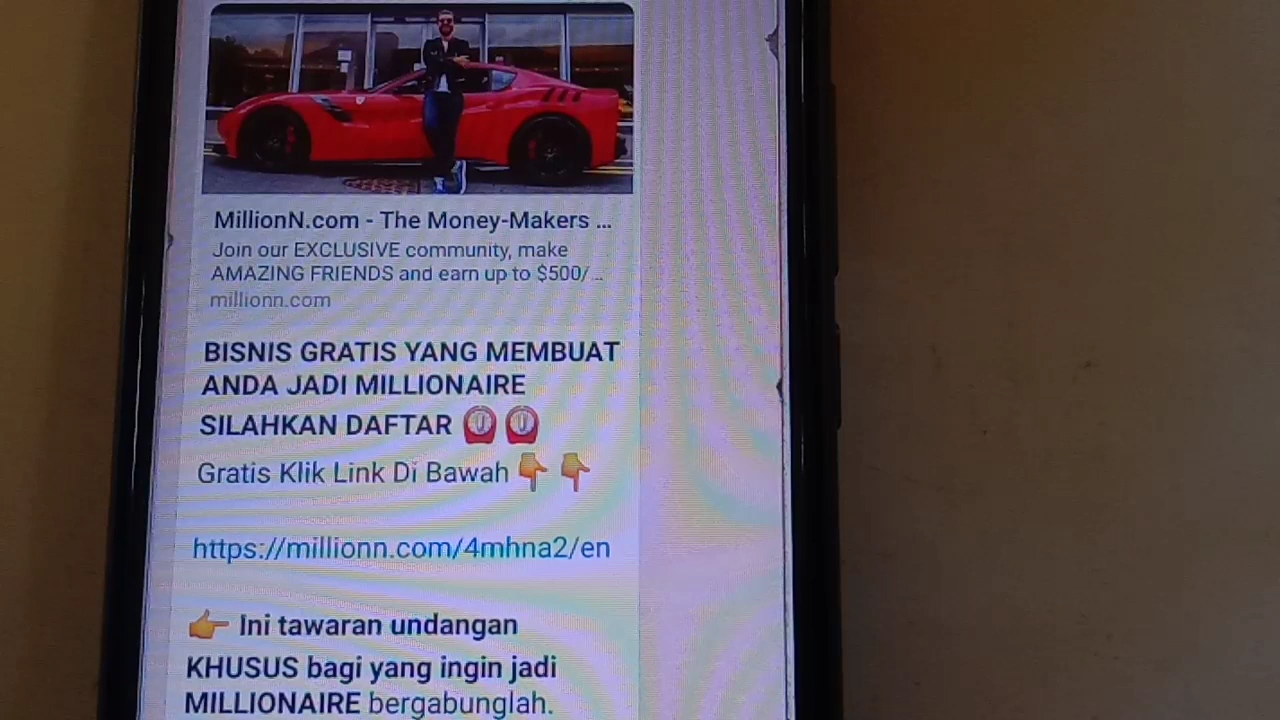 MillionN.com - The Money-Makers ...
Join our EXCLUSIVE community, make
AMAZING FRIENDS and earn up to $500/...
millionn.com
BISNIS GRATIS YANG MEMBUAT
ANDA JADI MILLIONAIRE
SILAHKAN DAFTAR
Gratis Klik Link Di Bawah 👇 👇
https://millionn.com/4mhna2/en
👉 Ini tawaran undangan
KHUSUS bagi yang ingin jadi
MILLIONAIRE bergabunglah.